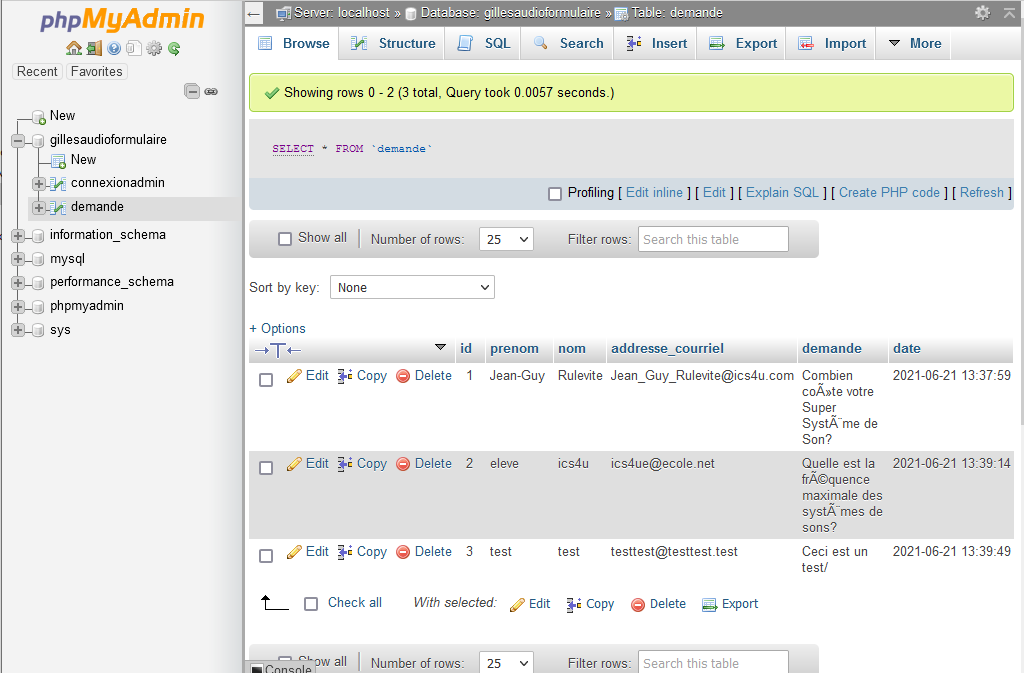 phpMyAdmin
Recent Favorites
New
gillesaudioformulaire
New
connexionadmin
demande
information_schema
mysql
performance_schema
phpmyadmin
sys
Server: localhost » Database: gillesaudioformulaire » Table: demande
Browse Structure SQL Search Insert Export Import More
Showing rows 0 - 2 (3 total, Query took 0.0057 seconds.)
SELECT * FROM `demande`
Profiling [ Edit inline ] [ Edit ] [ Explain SQL ] [ Create PHP code ] [ Refresh ]
Show all Number of rows: 25 Filter rows: Search this table
Sort by key: None
+ Options
id prenom nom addresse_courriel demande date
Edit Copy Delete 1 Jean-Guy Rulevite Jean_Guy_Rulevite@ics4u.com Combien 2021-06-21 13:37:59
coÃ»te votre
Super
SystÃ¨me de
Son?
Edit Copy Delete 2 eleve ics4u ics4ue@ecole.net Quelle est la 2021-06-21 13:39:14
frÃ©quence
maximale des
systÃ¨mes de
sons?
Edit Copy Delete 3 test test testtest@testtest.test Ceci est un 2021-06-21 13:39:49
test/
Check all With selected: Edit Copy Delete Export
Show all Number of rows: 25 Filter rows: Search this table
Console